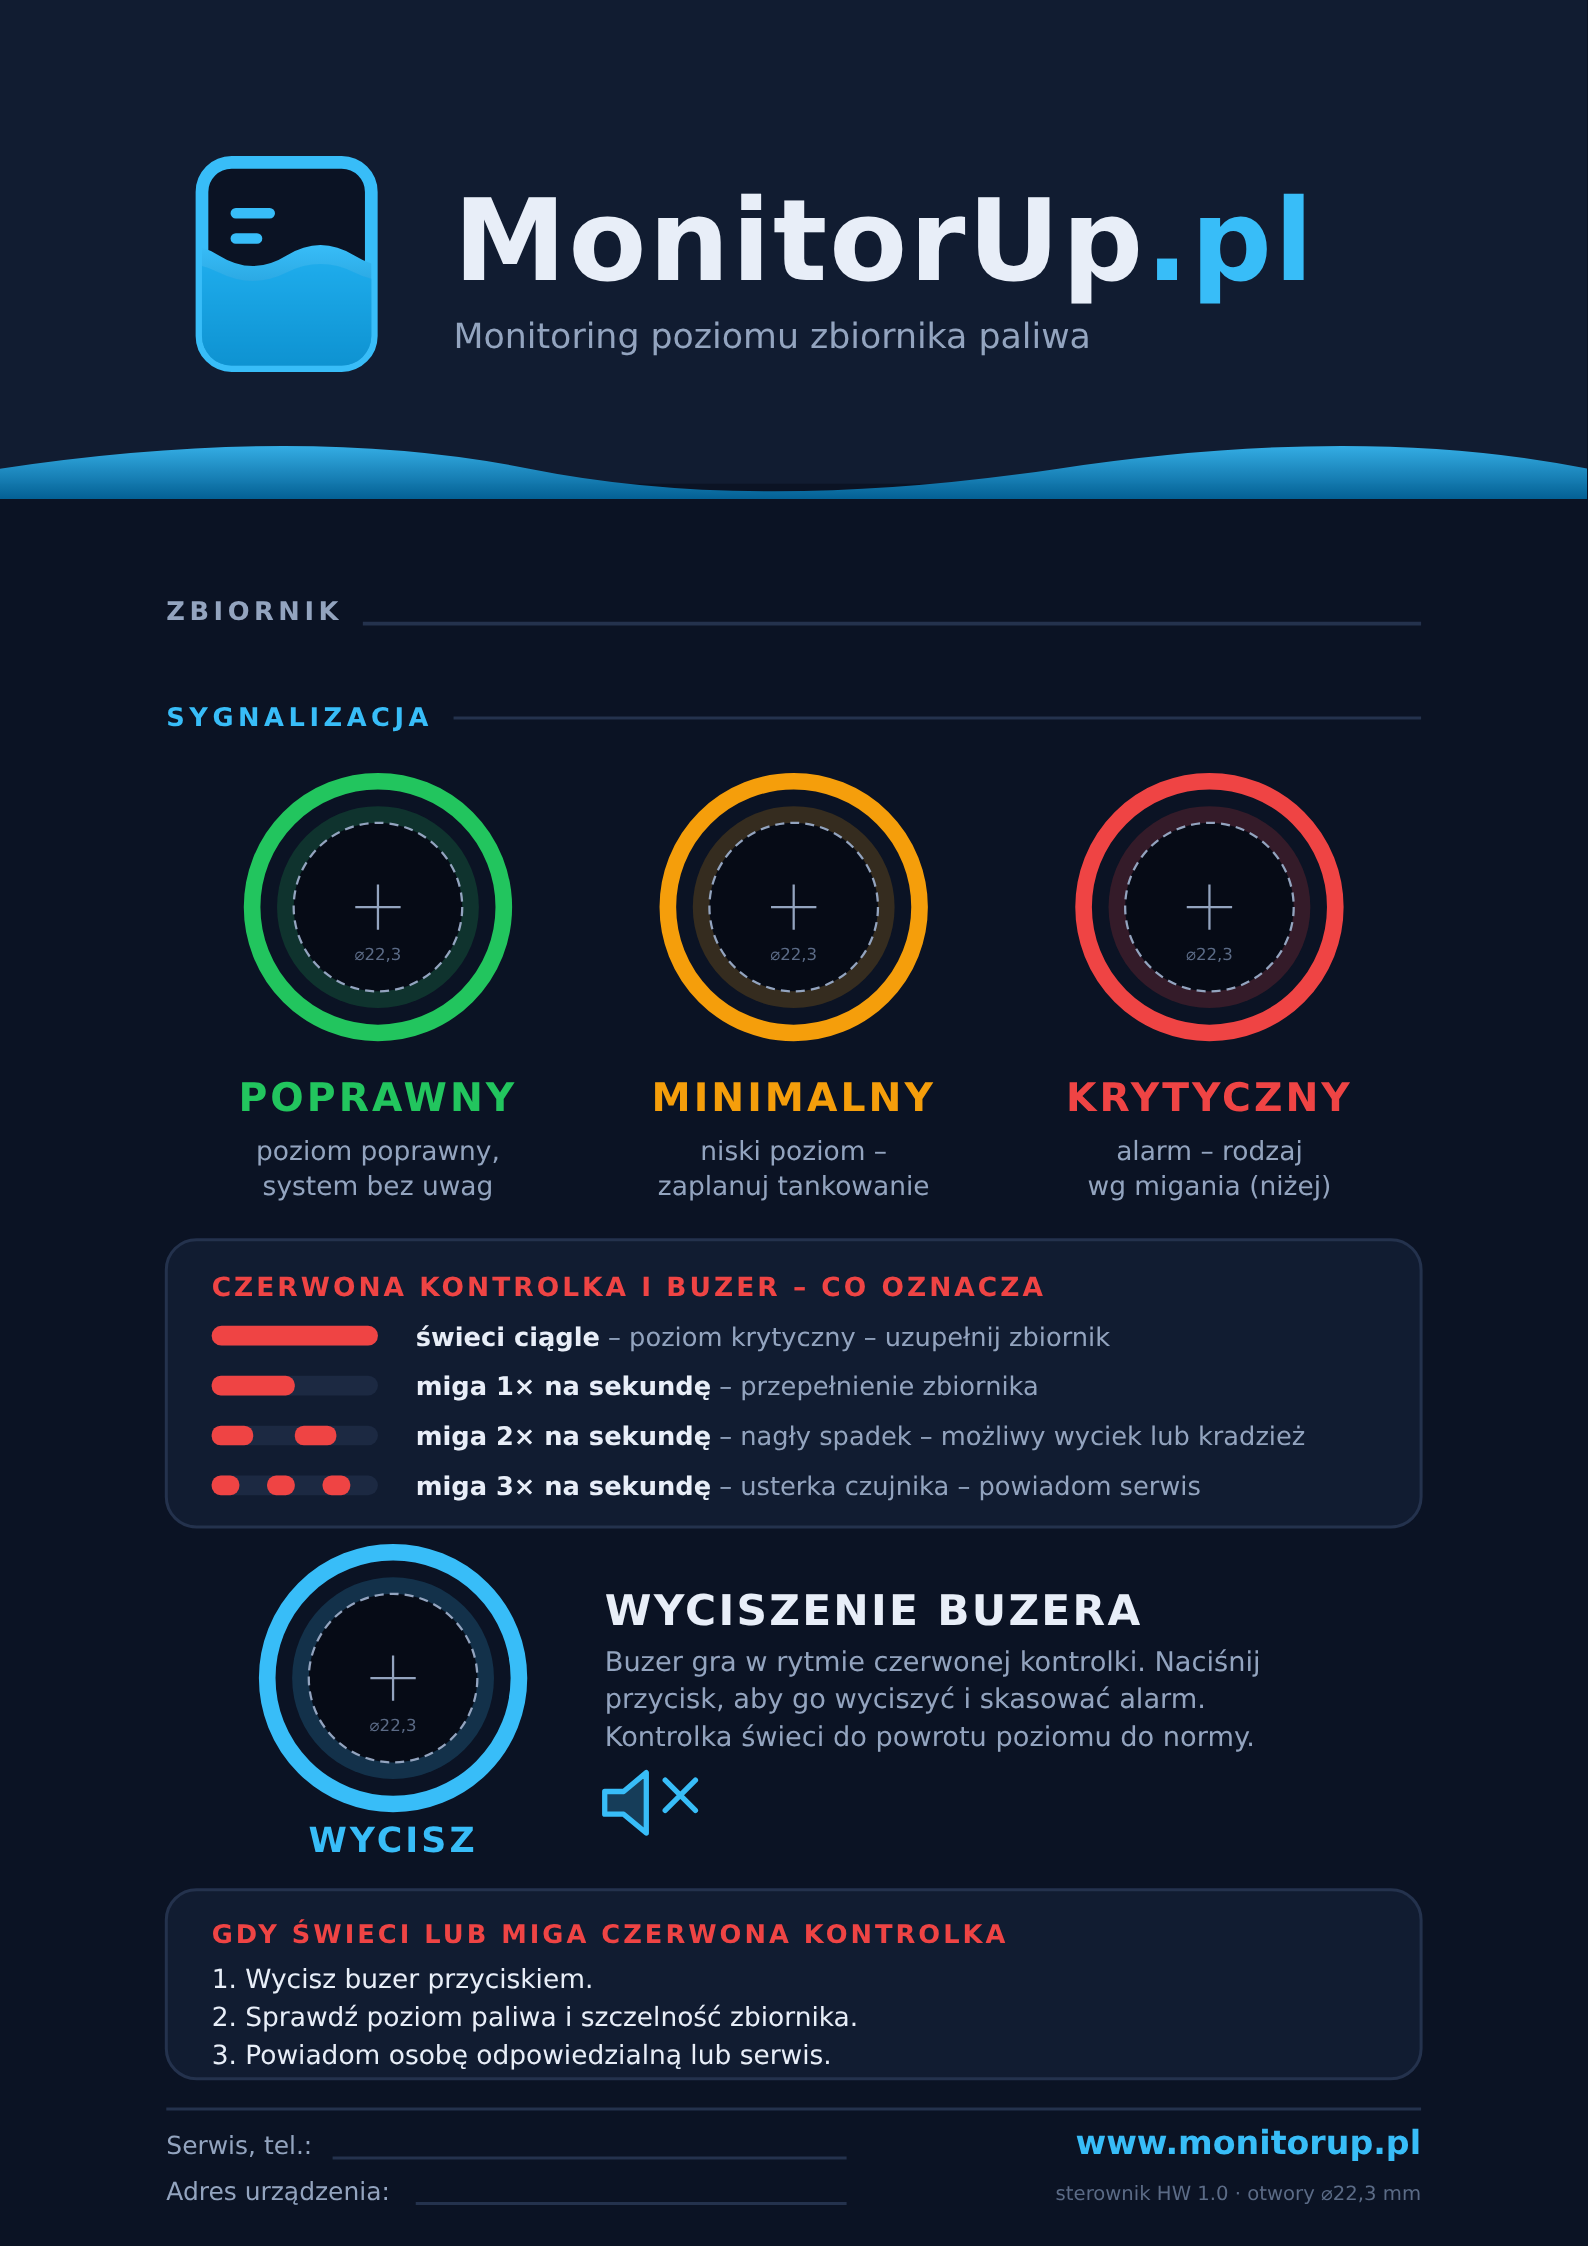 MonitorUp.pl
Monitoring poziomu zbiornika paliwa
ZBIORNIK
SYGNALIZACJA
⌀22,3
⌀22,3
⌀22,3
POPRAWNY
MINIMALNY
KRYTYCZNY
poziom poprawny,
system bez uwag
niski poziom –
zaplanuj tankowanie
alarm – rodzaj
wg migania (niżej)
CZERWONA KONTROLKA I BUZER – CO OZNACZA
świeci ciągle – poziom krytyczny – uzupełnij zbiornik
miga 1× na sekundę – przepełnienie zbiornika
miga 2× na sekundę – nagły spadek – możliwy wyciek lub kradzież
miga 3× na sekundę – usterka czujnika – powiadom serwis
⌀22,3
WYCISZ
WYCISZENIE BUZERA
Buzer gra w rytmie czerwonej kontrolki. Naciśnij
przycisk, aby go wyciszyć i skasować alarm.
Kontrolka świeci do powrotu poziomu do normy.
GDY ŚWIECI LUB MIGA CZERWONA KONTROLKA
1. Wycisz buzer przyciskiem.
2. Sprawdź poziom paliwa i szczelność zbiornika.
3. Powiadom osobę odpowiedzialną lub serwis.
Serwis, tel.:
Adres urządzenia:
www.monitorup.pl
sterownik HW 1.0 · otwory ⌀22,3 mm